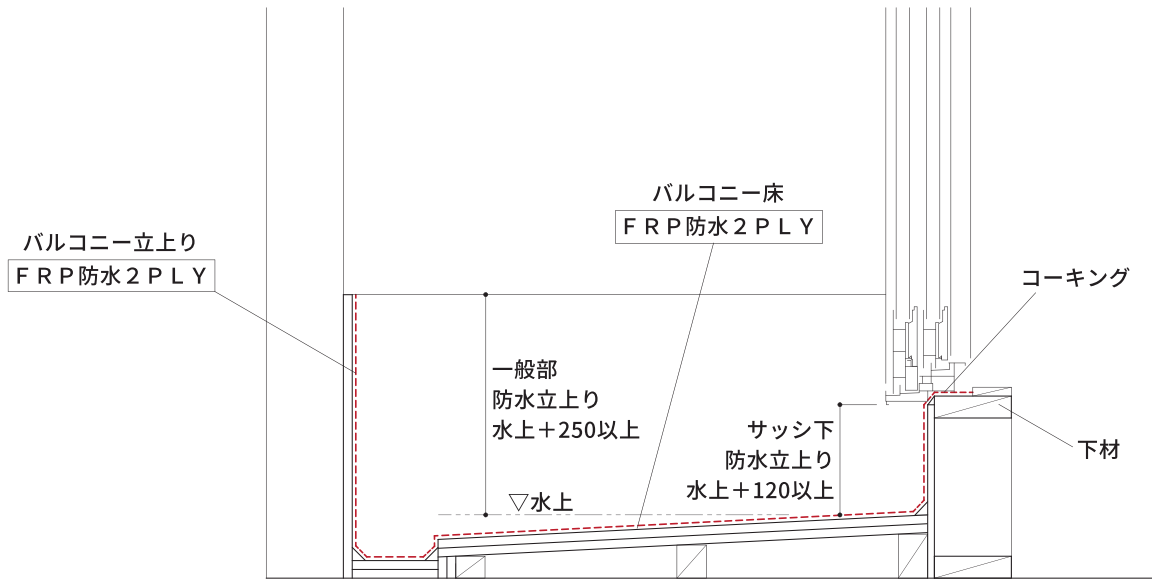 バルコニー床
ＦＲＰ防水２ＰＬＹ
バルコニー立上り
ＦＲＰ防水２ＰＬＹ
コーキング
一般部
防水立上り
水上＋250以上
サッシ下
防水立上り
水上＋120以上
下材
▽水上